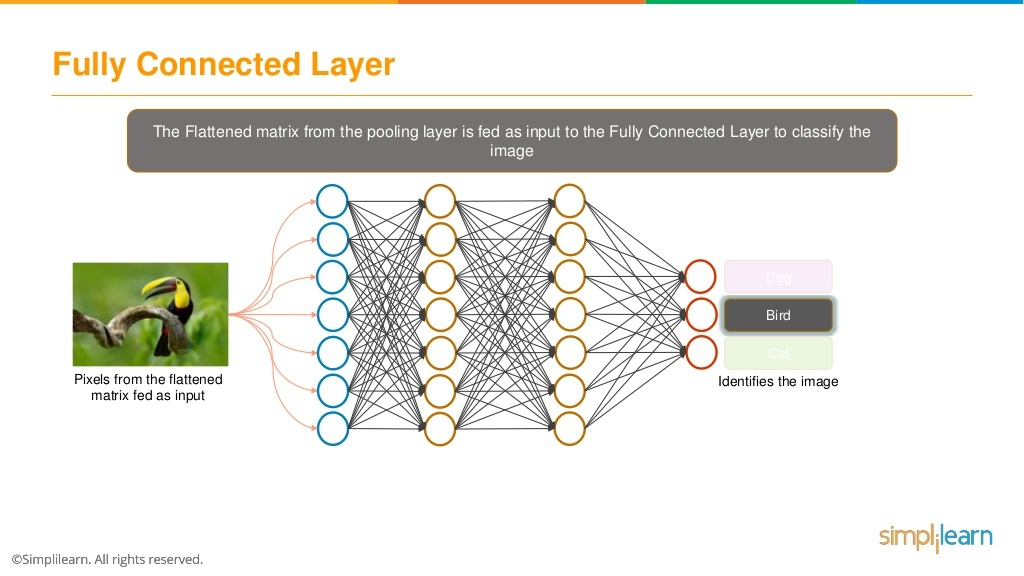 Fully Connected Layer
The Flattened matrix from the pooling layer is fed as input to the Fully Connected Layer to classify the
image
Dog
Bird
Cat
Pixels from the flattened
matrix fed as input
Identifies the image
simplilearn
©Simplilearn. All rights reserved.